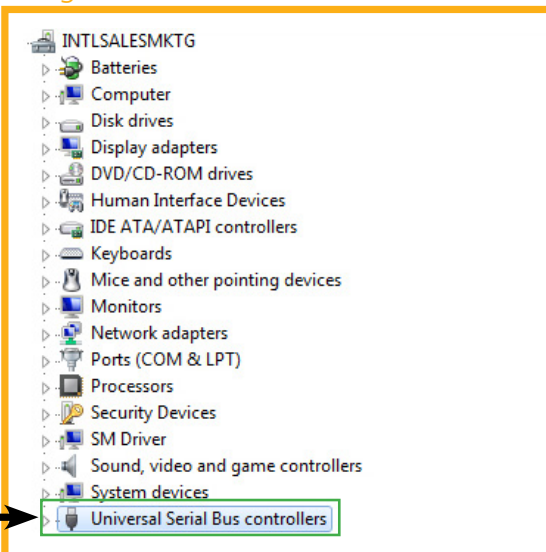 INTLSALESMKTG
Batteries
Computer
Disk drives
Display adapters
DVD/CD-ROM drives
Human Interface Devices
IDE ATA/ATAPI controllers
Keyboards
Mice and other pointing devices
Monitors
Network adapters
Ports (COM & LPT)
Processors
Security Devices
SM Driver
Sound, video and game controllers
System devices
Universal Serial Bus controllers